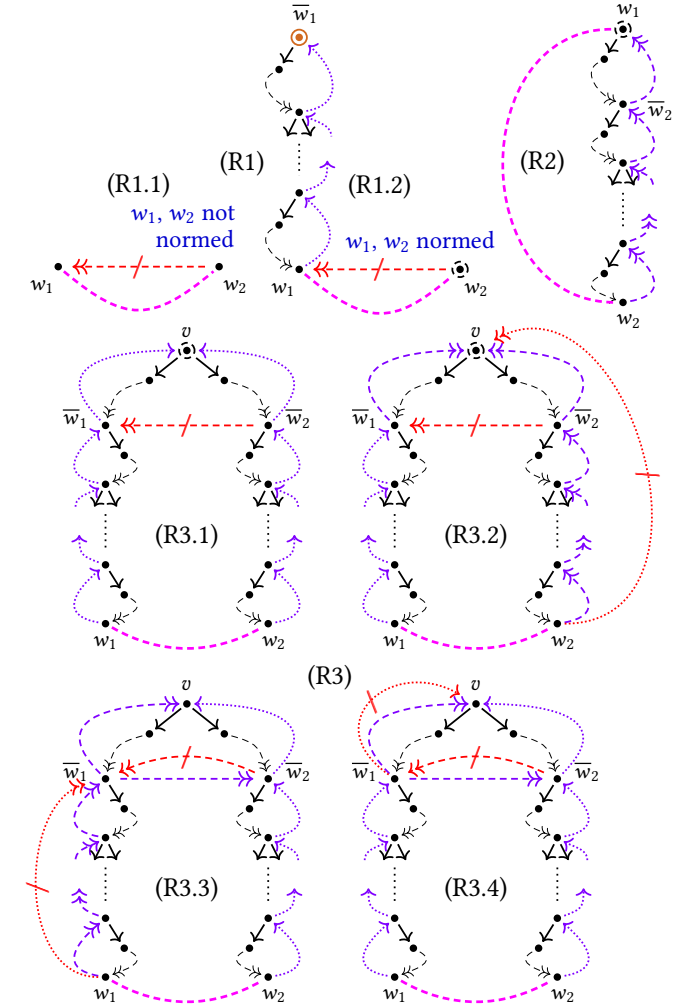 w̅₁
w₁
w̅₂
(R1)
(R2)
(R1.1)
(R1.2)
w₁, w₂ not
normed
w₁, w₂ normed
w₁
w₂
w₁
w₂
w₂
v
v
w̅₁
w̅₂
w̅₁
w̅₂
(R3.1)
(R3.2)
w₁
w₂
w₁
w₂
(R3)
v
v
w̅₁
w̅₂
w̅₁
w̅₂
(R3.3)
(R3.4)
w₁
w₂
w₁
w₂